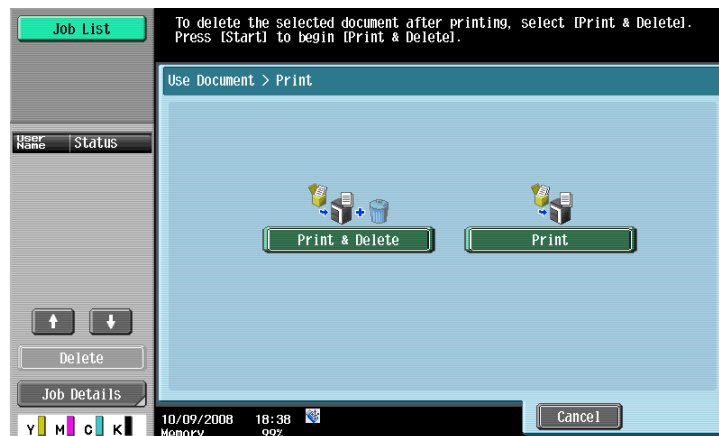 Job List
To delete the selected document after printing, select [Print & Delete].
Press [Start] to begin [Print & Delete].
Use Document > Print
User Name Status
Print & Delete Print
Delete
Job Details
Y M C K
10/09/2008 18:38
Memory 99%
Cancel